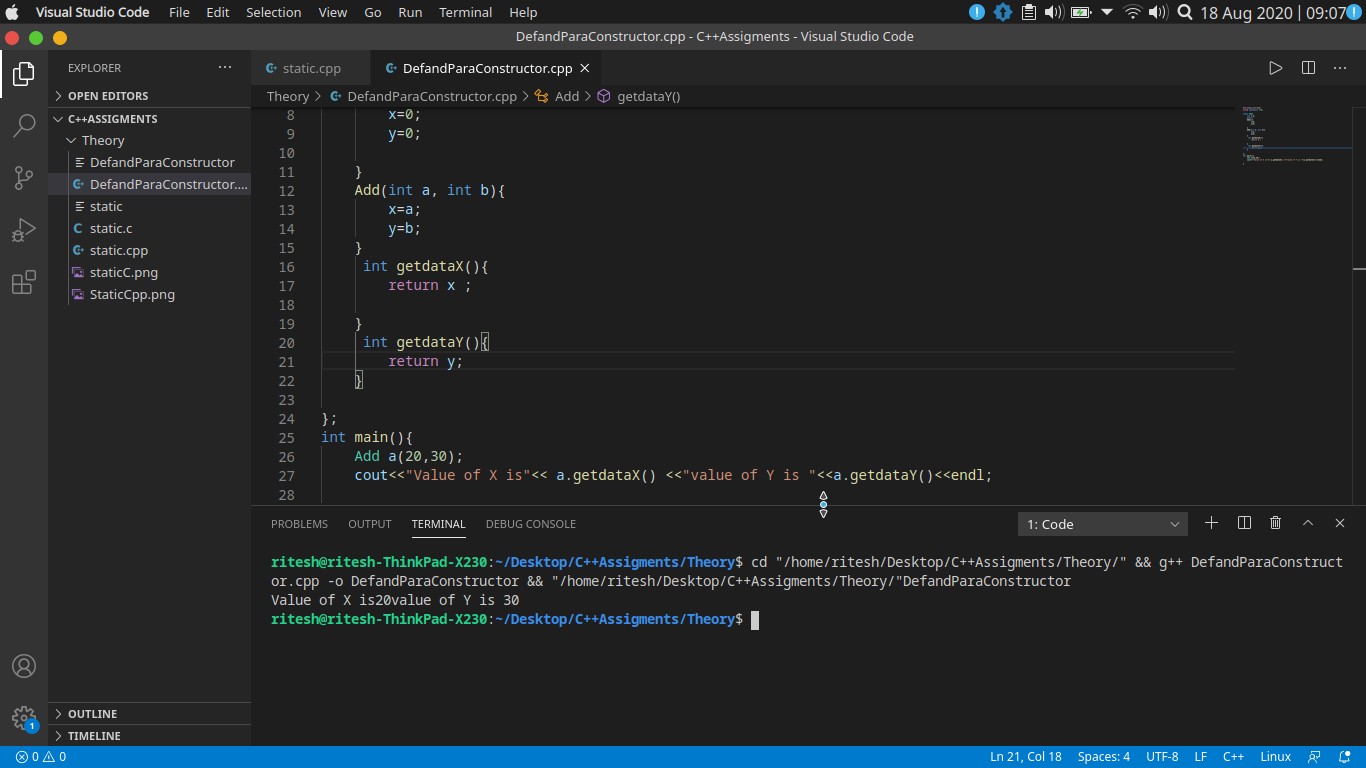 Visual Studio Code File Edit Selection View Go Run Terminal Help 18 Aug 2020 | 09:07
DefandParaConstructor.cpp - C++Assigments - Visual Studio Code
EXPLORER
OPEN EDITORS
C++ASSIGMENTS
Theory
DefandParaConstructor
DefandParaConstructor....
static
static.c
static.cpp
staticC.png
StaticCpp.png
OUTLINE
TIMELINE
1
static.cpp DefandParaConstructor.cpp
Theory > DefandParaConstructor.cpp > Add > getdataY()
8 x=0;
9 y=0;
10
11 }
12 Add(int a, int b){
13 x=a;
14 y=b;
15 }
16 int getdataX(){
17 return x ;
18
19 }
20 int getdataY(){
21 return y;
22 }
23
24 };
25 int main(){
26 Add a(20,30);
27 cout<<"Value of X is"<< a.getdataX() <<"value of Y is "<<a.getdataY()<<endl;
28
PROBLEMS OUTPUT TERMINAL DEBUG CONSOLE 1: Code
ritesh@ritesh-ThinkPad-X230:~/Desktop/C++Assigments/Theory$ cd "/home/ritesh/Desktop/C++Assigments/Theory/" && g++ DefandParaConstruct
or.cpp -o DefandParaConstructor && "/home/ritesh/Desktop/C++Assigments/Theory/"DefandParaConstructor
Value of X is20value of Y is 30
ritesh@ritesh-ThinkPad-X230:~/Desktop/C++Assigments/Theory$
0 0 Ln 21, Col 18 Spaces: 4 UTF-8 LF C++ Linux